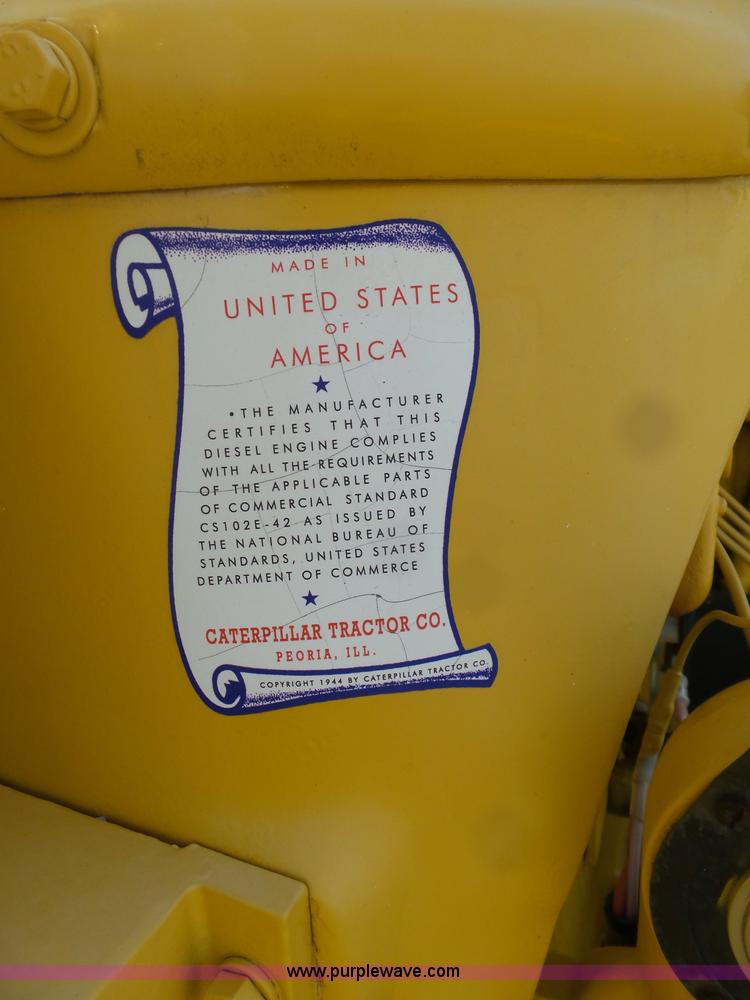 MADE IN
UNITED STATES
OF
AMERICA
•THE MANUFACTURER
CERTIFIES THAT THIS
DIESEL ENGINE COMPLIES
WITH ALL THE REQUIREMENTS
OF THE APPLICABLE PARTS
OF COMMERCIAL STANDARD
CS102E-42 AS ISSUED BY
THE NATIONAL BUREAU OF
STANDARDS, UNITED STATES
DEPARTMENT OF COMMERCE
CATERPILLAR TRACTOR CO.
PEORIA, ILL.
COPYRIGHT 1944 BY CATERPILLAR TRACTOR CO.
www.purplewave.com